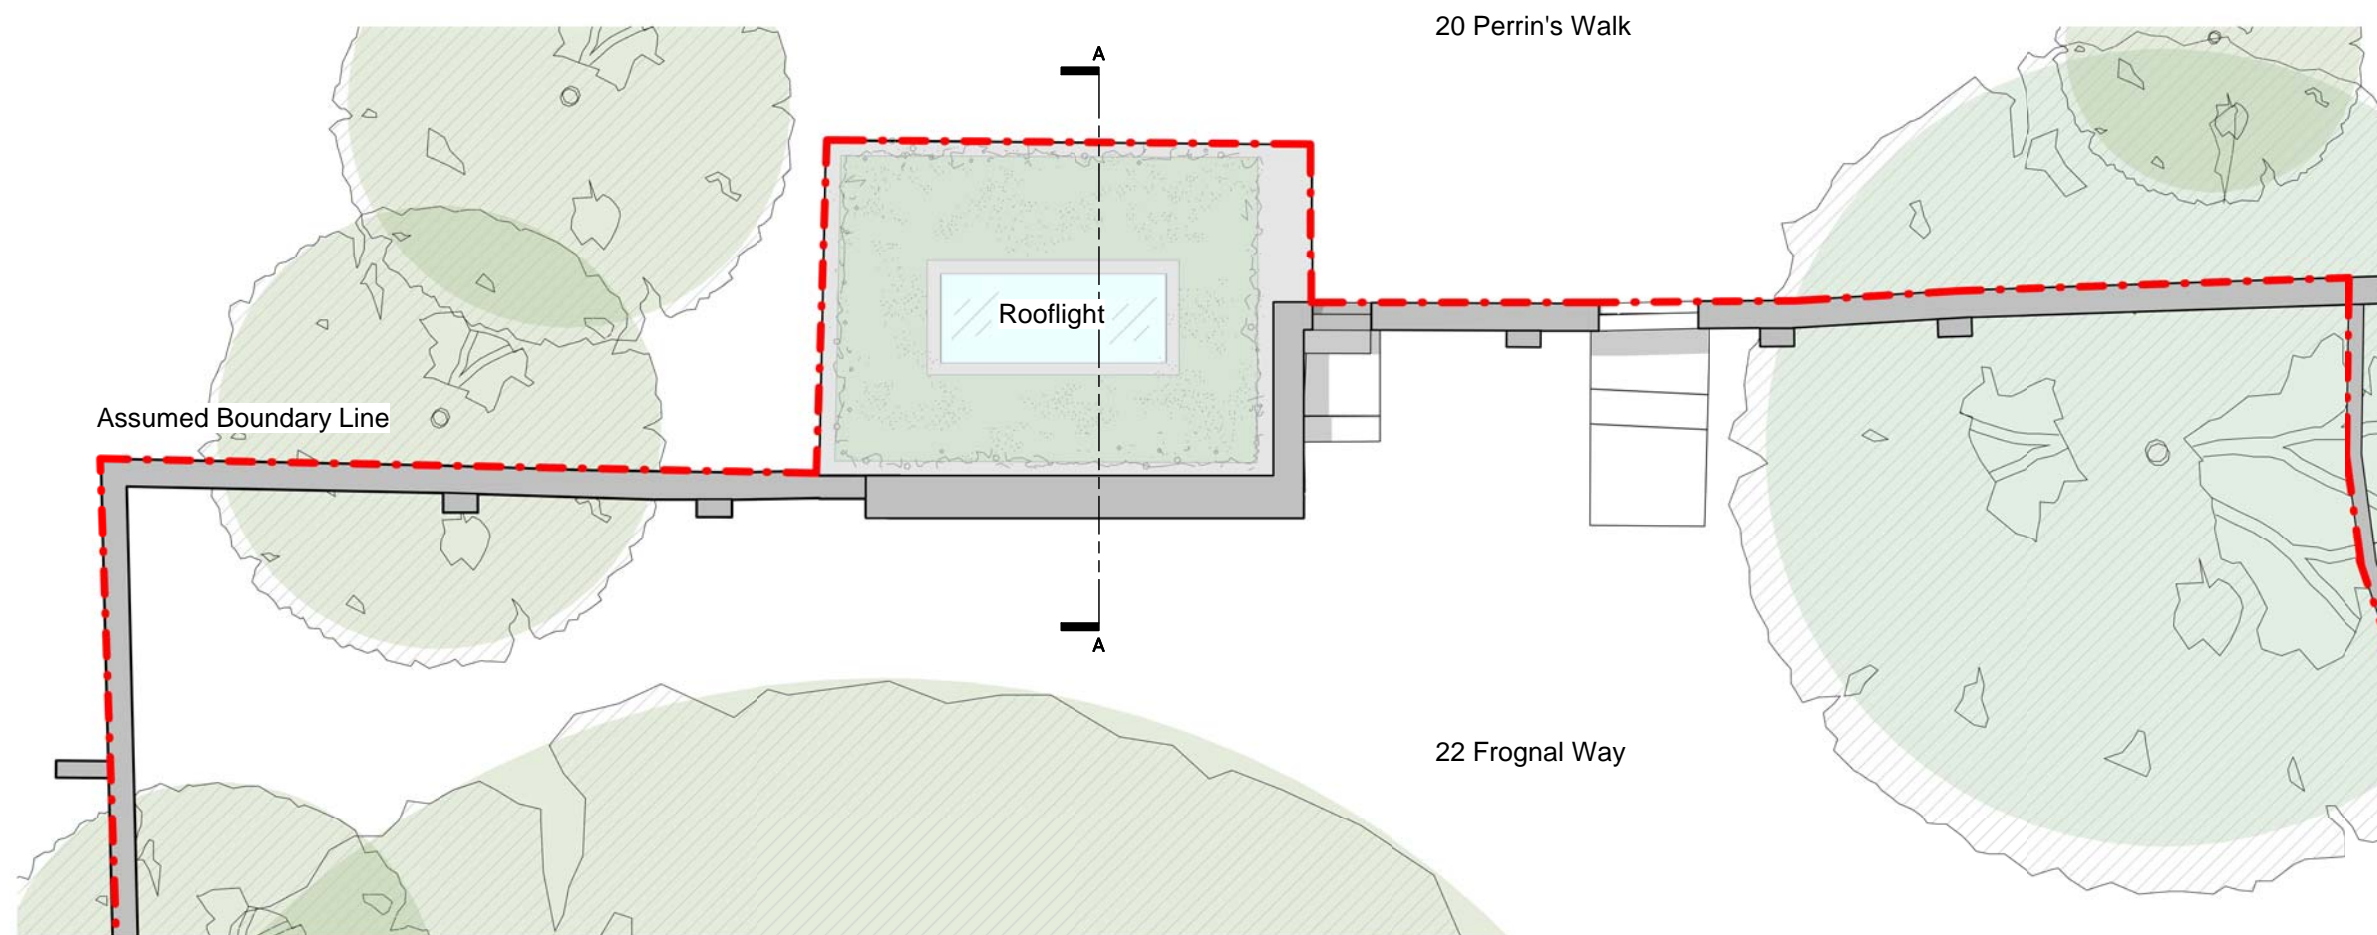 20 Perrin's Walk
A
Rooflight
Assumed Boundary Line
A
22 Frognal Way